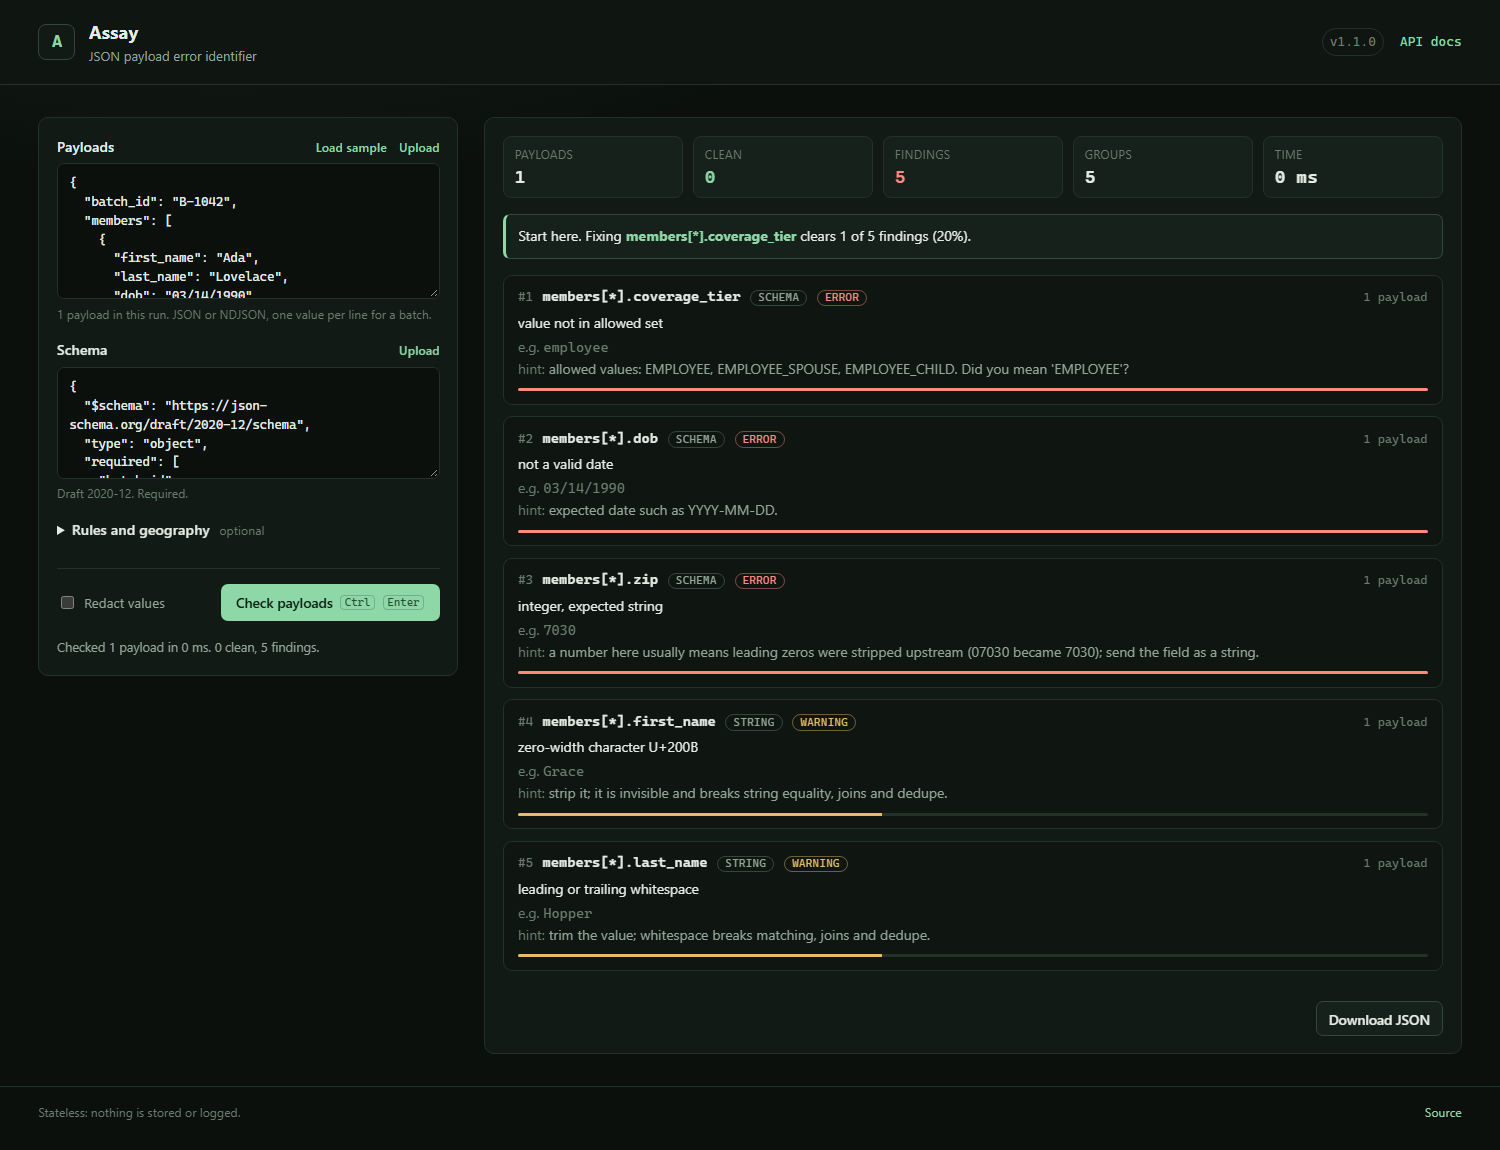 A
Assay
JSON payload error identifier
v1.1.0
API docs
Payloads
Load sample
Upload
{
"batch_id": "B-1042",
"members": [
{
"first_name": "Ada",
"last_name": "Lovelace",
"dob": "03/14/1990"
1 payload in this run. JSON or NDJSON, one value per line for a batch.
Schema
Upload
{
"$schema": "https://json-
schema.org/draft/2020-12/schema",
"type": "object",
"required": [
Draft 2020-12. Required.
Rules and geography optional
Redact values
Check payloads Ctrl Enter
Checked 1 payload in 0 ms. 0 clean, 5 findings.
PAYLOADS
1
CLEAN
0
FINDINGS
5
GROUPS
5
TIME
0 ms
Start here. Fixing members[*].coverage_tier clears 1 of 5 findings (20%).
#1 members[*].coverage_tier SCHEMA ERROR 1 payload
value not in allowed set
e.g. employee
hint: allowed values: EMPLOYEE, EMPLOYEE_SPOUSE, EMPLOYEE_CHILD. Did you mean 'EMPLOYEE'?
#2 members[*].dob SCHEMA ERROR 1 payload
not a valid date
e.g. 03/14/1990
hint: expected date such as YYYY-MM-DD.
#3 members[*].zip SCHEMA ERROR 1 payload
integer, expected string
e.g. 7030
hint: a number here usually means leading zeros were stripped upstream (07030 became 7030); send the field as a string.
#4 members[*].first_name STRING WARNING 1 payload
zero-width character U+200B
e.g. Grace
hint: strip it; it is invisible and breaks string equality, joins and dedupe.
#5 members[*].last_name STRING WARNING 1 payload
leading or trailing whitespace
e.g. Hopper
hint: trim the value; whitespace breaks matching, joins and dedupe.
Download JSON
Stateless: nothing is stored or logged.
Source